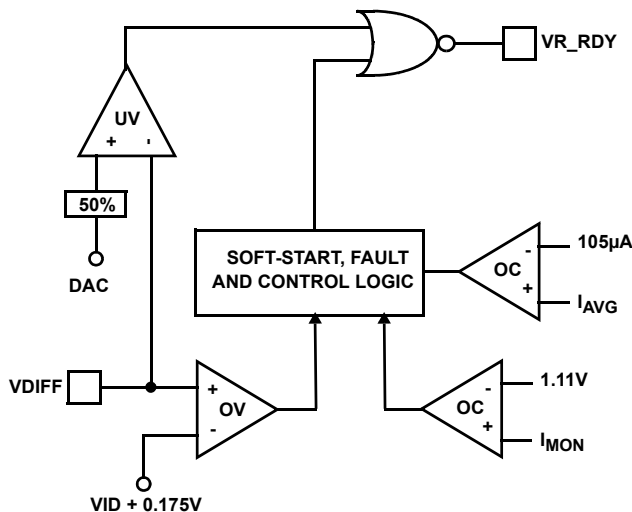 VR_RDY
UV
+ -
50%
DAC
SOFT-START, FAULT
AND CONTROL LOGIC
- 105µA
OC
+ IAVG
VDIFF
+
OV
-
- 1.11V
OC
+ IMON
VID + 0.175V